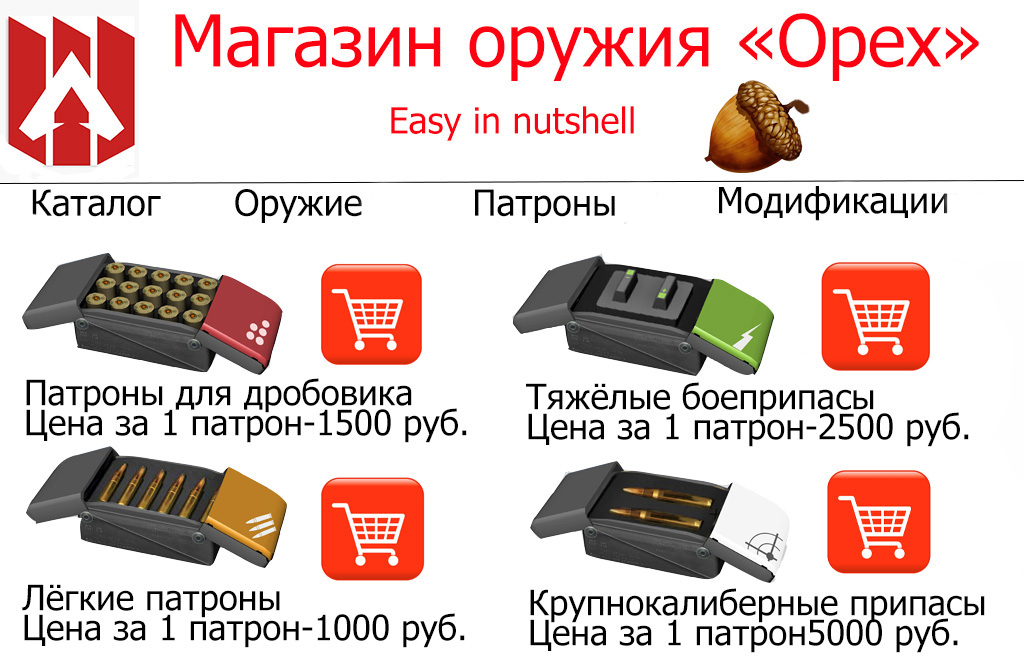 Магазин оружия «Орех»
Easy in nutshell
Каталог Оружие Патроны Модификации
Патроны для дробовика
Цена за 1 патрон-1500 руб.
Тяжёлые боеприпасы
Цена за 1 патрон-2500 руб.
Лёгкие патроны
Цена за 1 патрон-1000 руб.
Крупнокалиберные припасы
Цена за 1 патрон5000 руб.